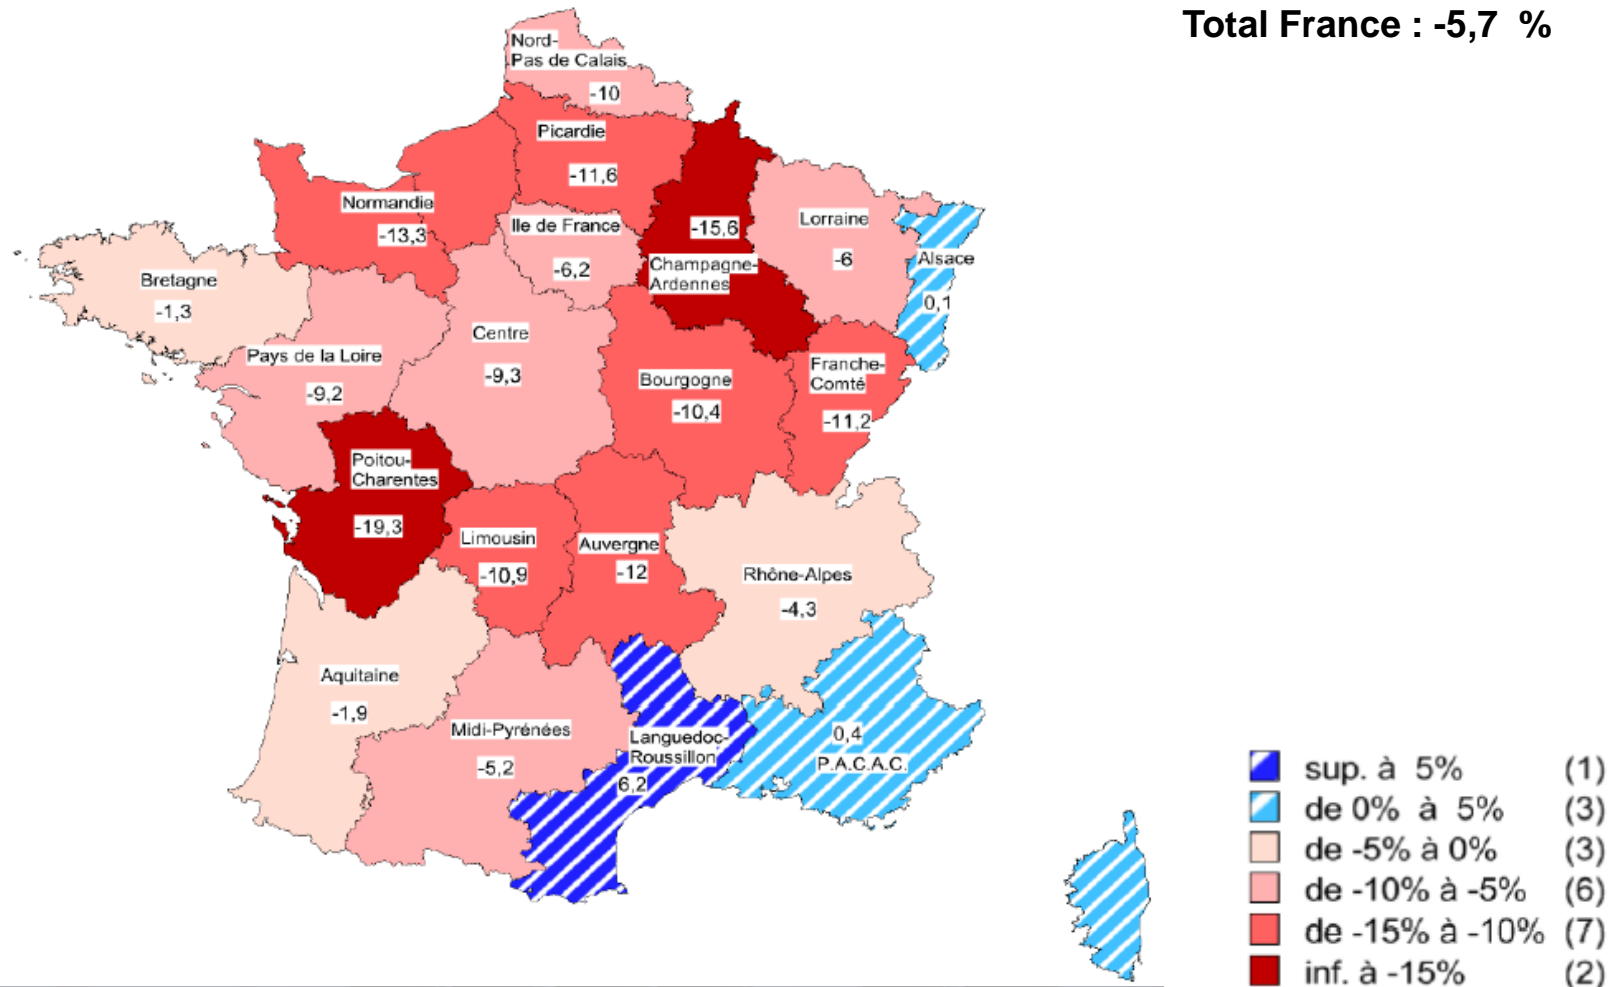 Total France : -5,7 %
Nord-
Pas de Calais
-10
Picardie
-11,6
Normandie
-13,3
Ile de France
-6,2
-15,6
Champagne-
Ardennes
Lorraine
-6
Alsace
0,1
Bretagne
-1,3
Pays de la Loire
-9,2
Centre
-9,3
Bourgogne
-10,4
Franche-
Comté
-11,2
Poitou-
Charentes
-19,3
Limousin
-10,9
Auvergne
-12
Rhône-Alpes
-4,3
Aquitaine
-1,9
Midi-Pyrénées
-5,2
Languedoc-
Roussillon
6,2
0,4
P.A.C.A.C.
sup. à 5% (1)
de 0% à 5% (3)
de -5% à 0% (3)
de -10% à -5% (6)
de -15% à -10% (7)
inf. à -15% (2)